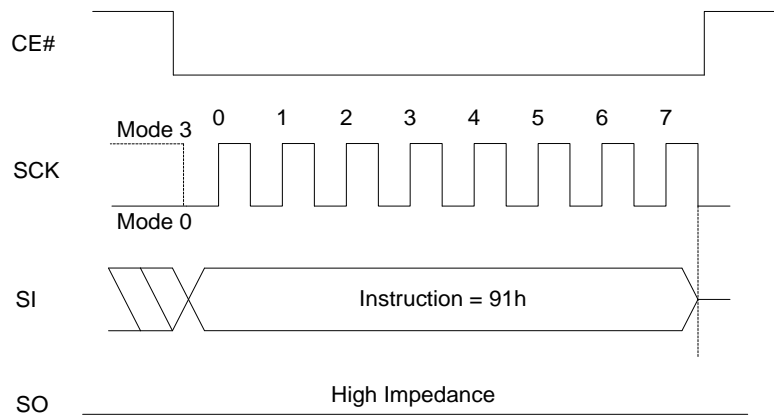 CE#
0 1 2 3 4 5 6 7
Mode 3
SCK
Mode 0
SI
Instruction = 91h
SO
High Impedance